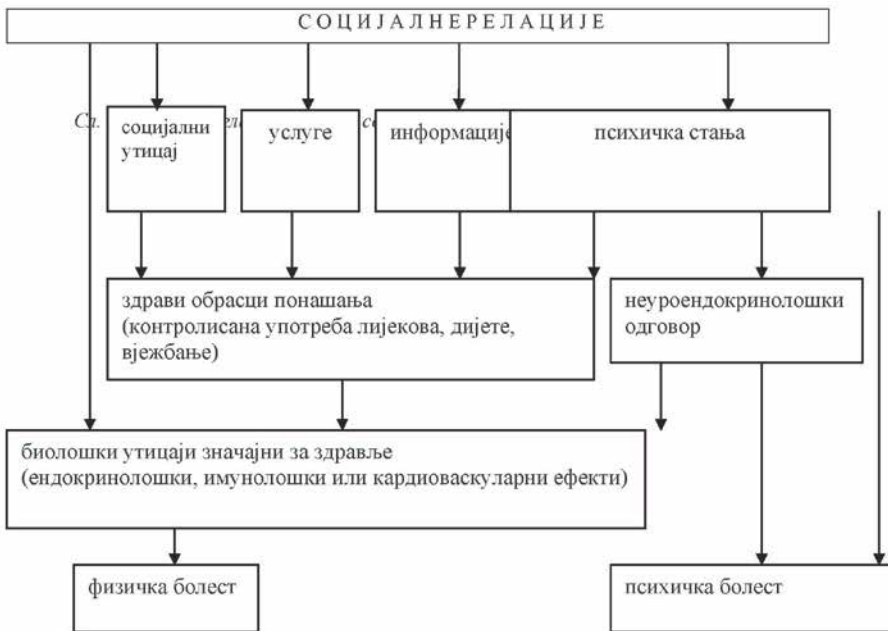 СОЦИЈАЛНЕРЕЛАЦИЈЕ
Сл.
социјални
утицај
услуге
информације
психичка стања
здрави обрасци понашања
(контролисана употреба лијекова, дијете,
вјежбање)
неуроендокринолошки
одговор
биолошки утицаји значајни за здравље
(ендокринолошки, имунолошки или кардиоваскуларни ефекти)
физичка болест
психичка болест